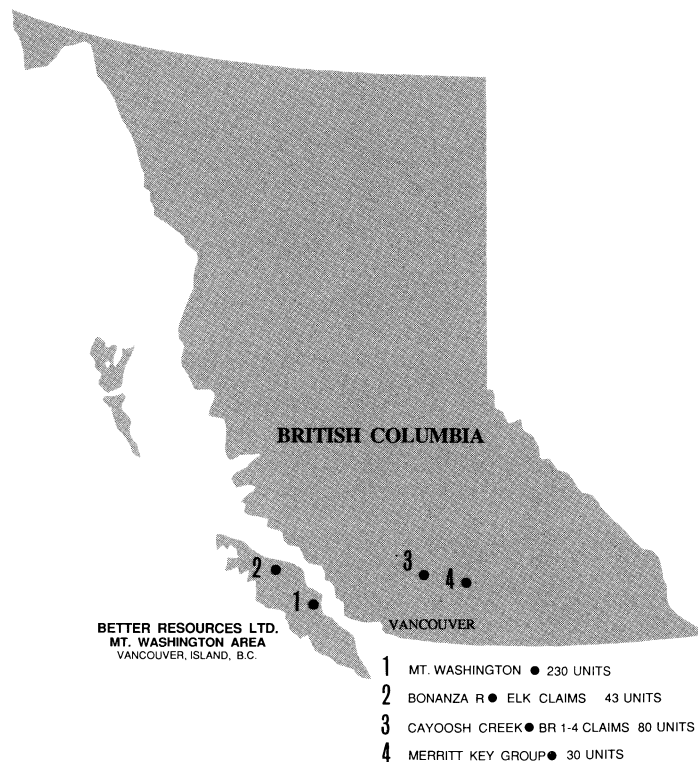 BRITISH COLUMBIA
2
3
4
1
VANCOUVER
BETTER RESOURCES LTD.
MT. WASHINGTON AREA
VANCOUVER, ISLAND, B.C.
1 MT. WASHINGTON ● 230 UNITS
2 BONANZA R ● ELK CLAIMS 43 UNITS
3 CAYOOSH CREEK ● BR 1-4 CLAIMS 80 UNITS
4 MERRITT KEY GROUP ● 30 UNITS